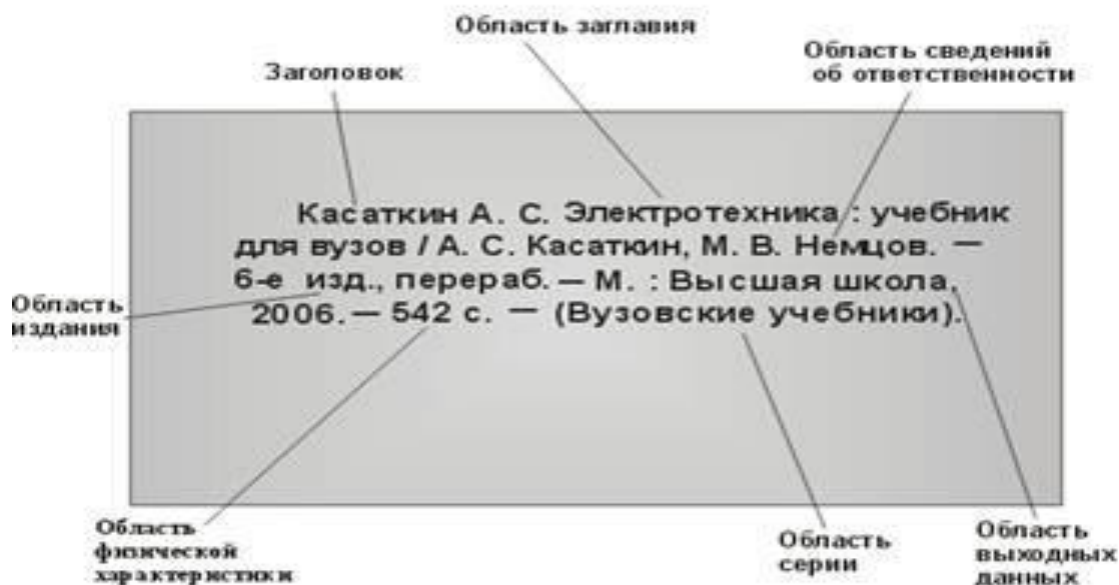 Область заглавия
Заголовок
Область сведений
об ответственности
Касаткин А. С. Электротехника : учебник
для вузов / А. С. Касаткин, М. В. Немцов. —
6-е изд., перераб. — М. : Высшая школа,
2006.— 542 с. — (Вузовские учебники).
Область
издания
Область
физической
характеристики
Область
серии
Область
выходных
данных